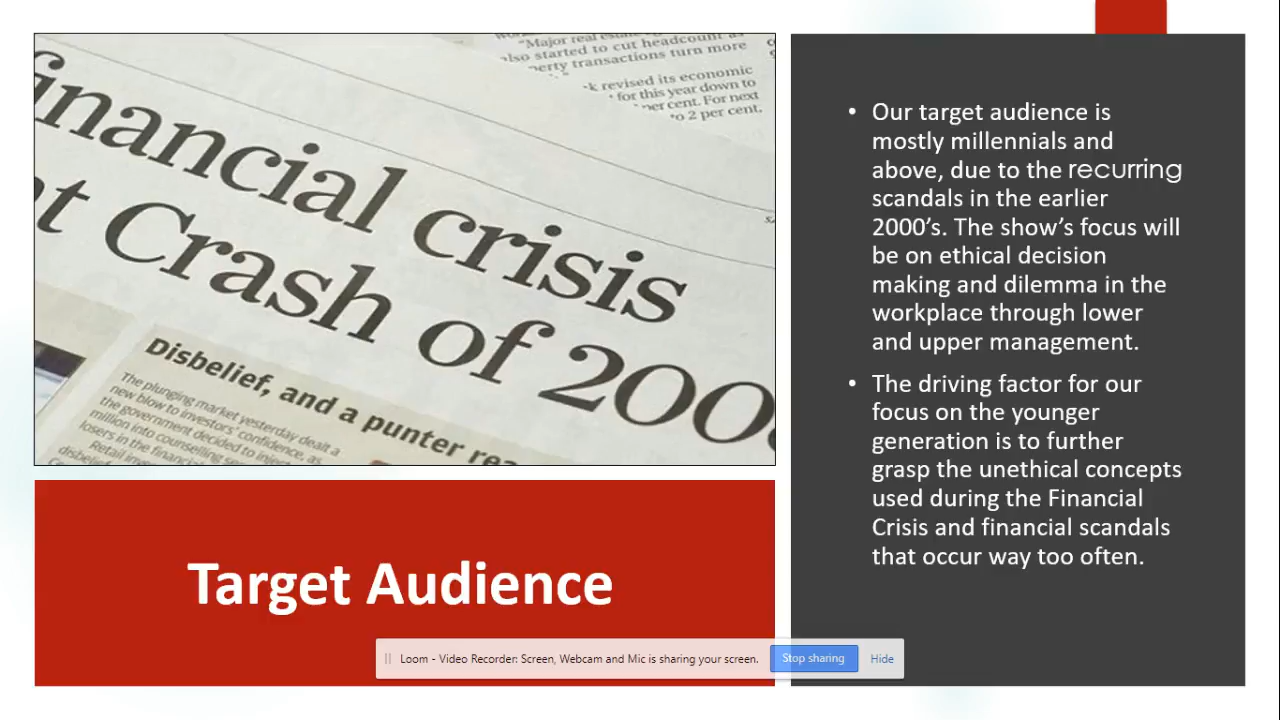 "Major real
also started to cut headcount as
perty transactions turn more
revised its economic
for this year down to
per cent. For next
to 2 per cent.
financial crisis
t Crash of 200
Disbelief, and a punter
The plunging market yesterday dealt a
new blow to investors' confidence, as
the government decided to
million into counselling
losers in the
Retail
Target Audience
• Our target audience is
mostly millennials and
above, due to the recurring
scandals in the earlier
2000's. The show's focus will
be on ethical decision
making and dilemma in the
workplace through lower
and upper management.
• The driving factor for our
focus on the younger
generation is to further
grasp the unethical concepts
used during the Financial
Crisis and financial scandals
that occur way too often.
Loom - Video Recorder: Screen, Webcam and Mic is sharing your screen. Stop sharing Hide